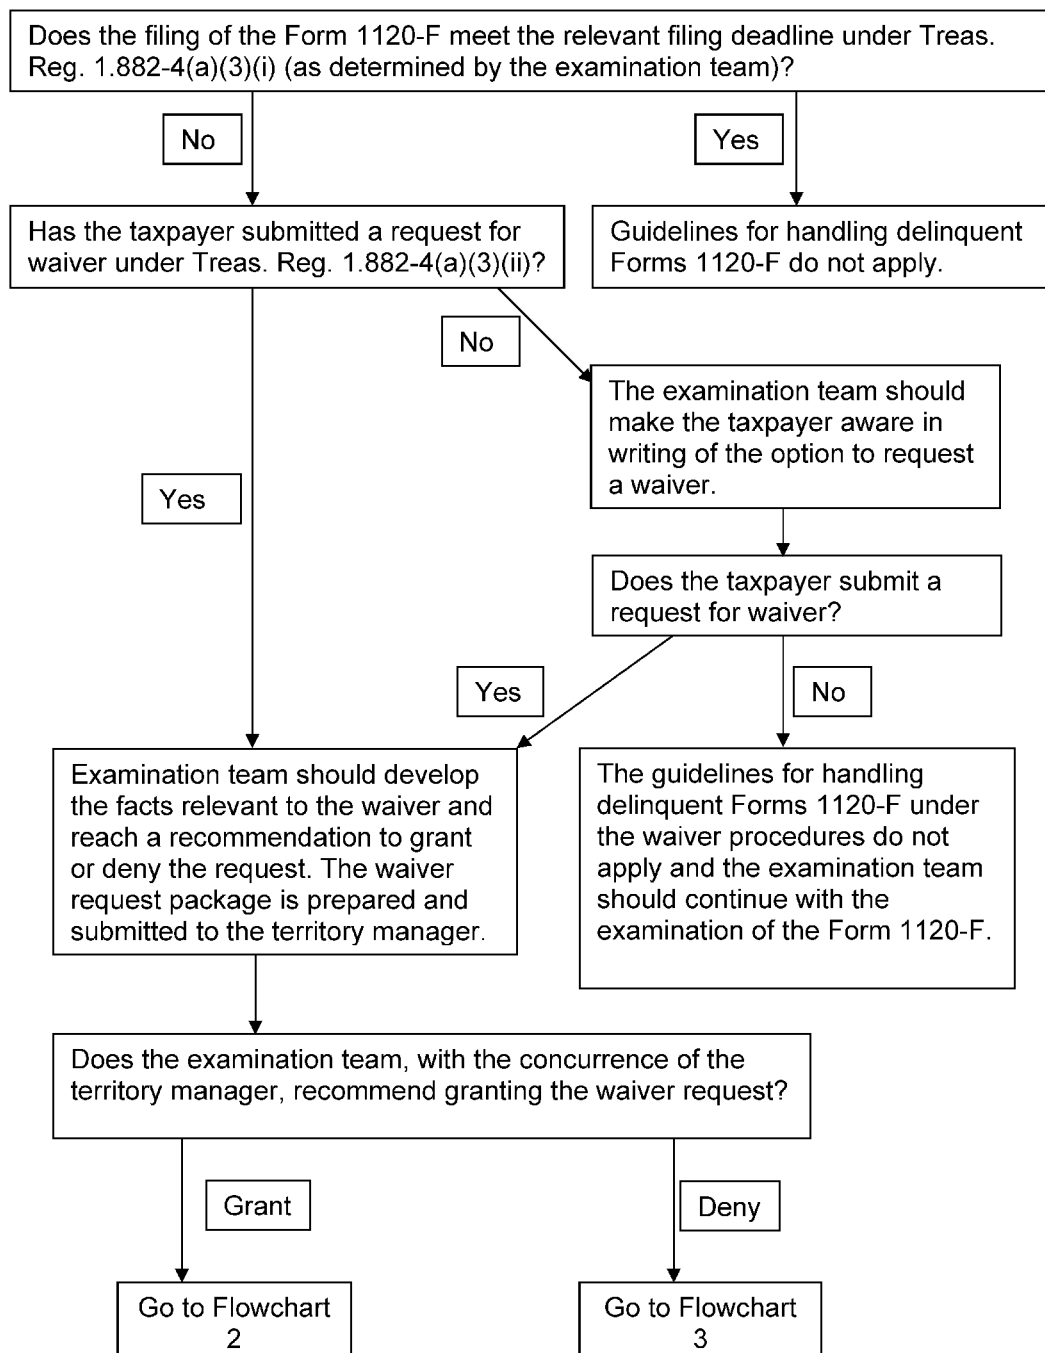 Does the filing of the Form 1120-F meet the relevant filing deadline under Treas.
Reg. 1.882-4(a)(3)(i) (as determined by the examination team)?
No
Yes
Has the taxpayer submitted a request for
waiver under Treas. Reg. 1.882-4(a)(3)(ii)?
Guidelines for handling delinquent
Forms 1120-F do not apply.
No
The examination team should
make the taxpayer aware in
writing of the option to request
a waiver.
Yes
Does the taxpayer submit a
request for waiver?
Yes
No
Examination team should develop
the facts relevant to the waiver and
reach a recommendation to grant
or deny the request. The waiver
request package is prepared and
submitted to the territory manager.
The guidelines for handling
delinquent Forms 1120-F under
the waiver procedures do not
apply and the examination team
should continue with the
examination of the Form 1120-F.
Does the examination team, with the concurrence of the
territory manager, recommend granting the waiver request?
Grant
Deny
Go to Flowchart
2
Go to Flowchart
3